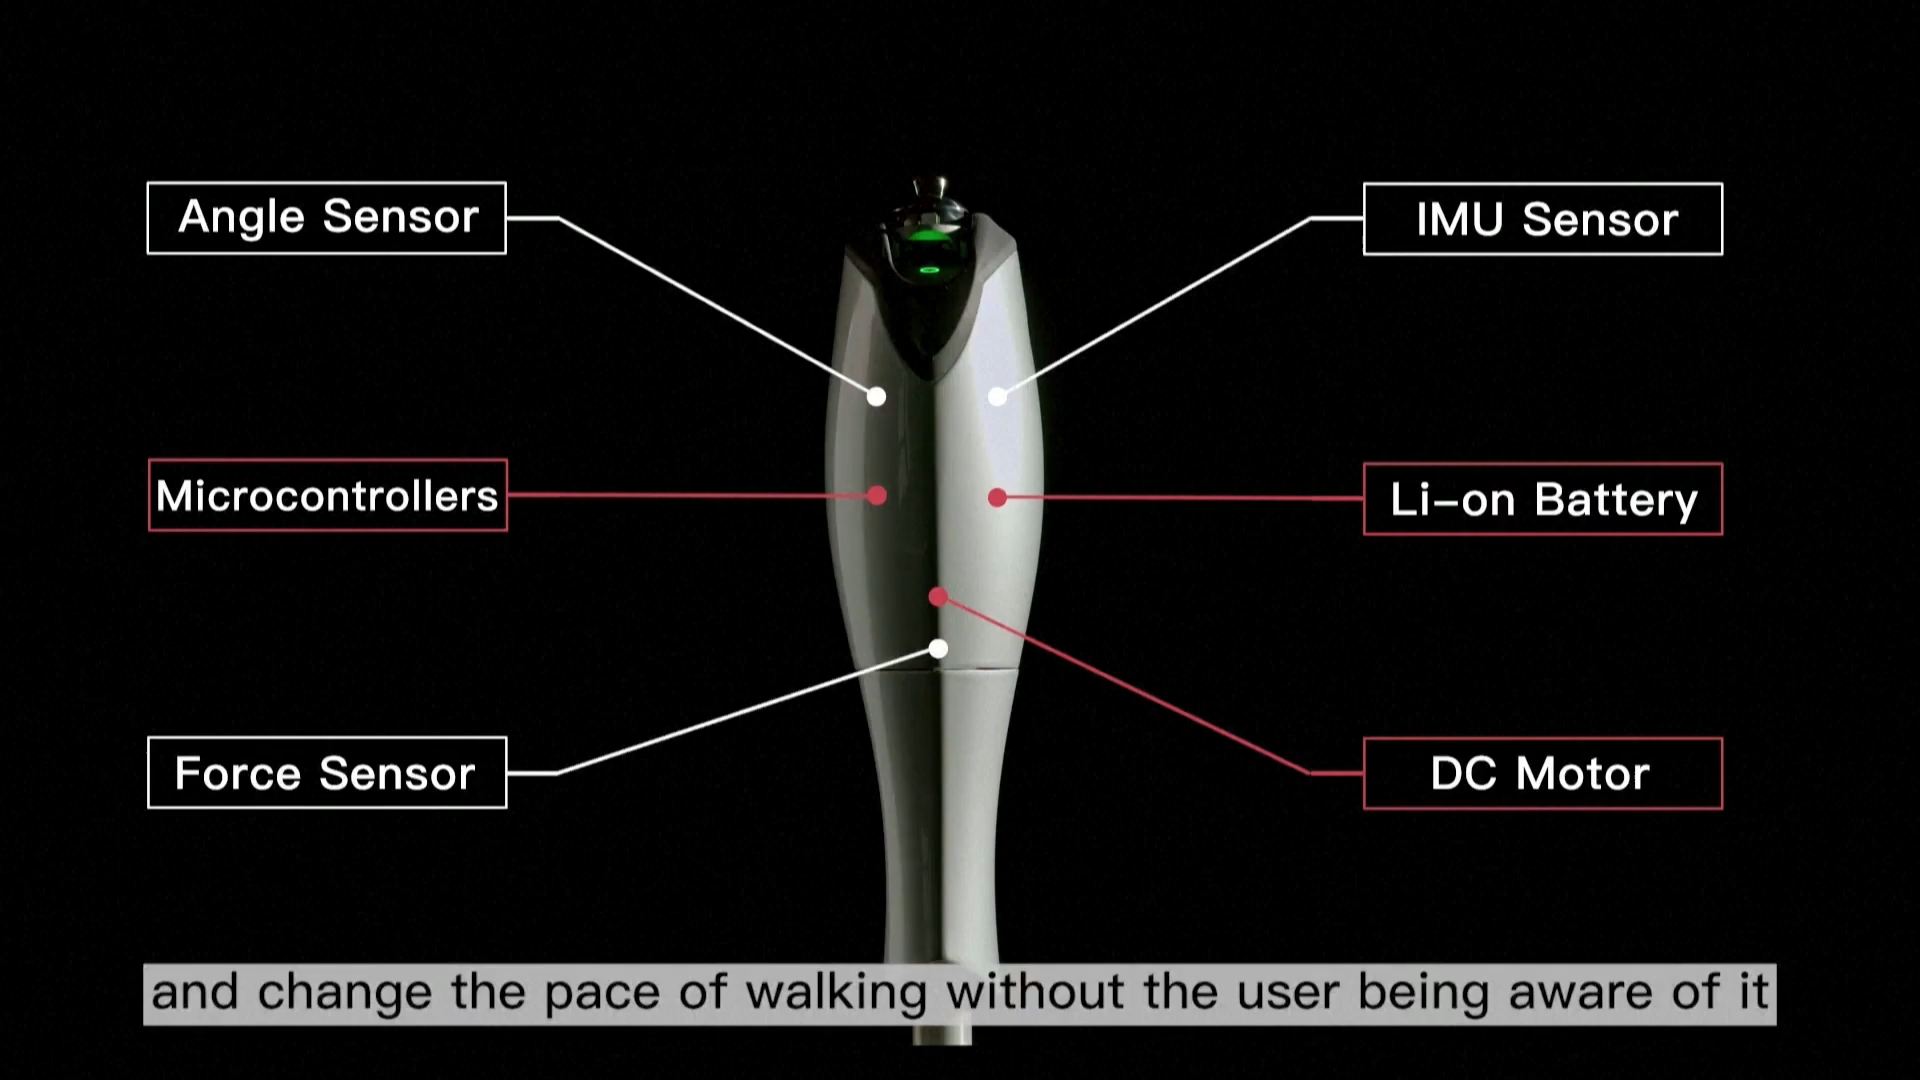 Angle Sensor
IMU Sensor
Microcontrollers
Li-on Battery
Force Sensor
DC Motor
and change the pace of walking without the user being aware of it